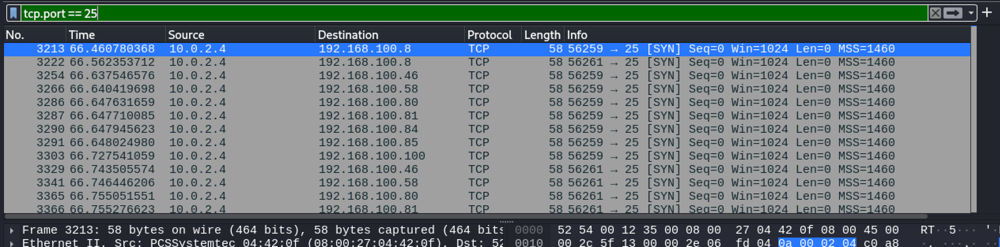 tcp.port == 25
No. Time Source Destination Protocol Length Info
3213 66.460780368 10.0.2.4 192.168.100.8 TCP 58 56259 → 25 [SYN] Seq=0 Win=1024 Len=0 MSS=1460
3222 66.562353712 10.0.2.4 192.168.100.8 TCP 58 56261 → 25 [SYN] Seq=0 Win=1024 Len=0 MSS=1460
3254 66.637546576 10.0.2.4 192.168.100.46 TCP 58 56259 → 25 [SYN] Seq=0 Win=1024 Len=0 MSS=1460
3266 66.640419698 10.0.2.4 192.168.100.58 TCP 58 56259 → 25 [SYN] Seq=0 Win=1024 Len=0 MSS=1460
3286 66.647631659 10.0.2.4 192.168.100.80 TCP 58 56259 → 25 [SYN] Seq=0 Win=1024 Len=0 MSS=1460
3287 66.647710085 10.0.2.4 192.168.100.81 TCP 58 56259 → 25 [SYN] Seq=0 Win=1024 Len=0 MSS=1460
3290 66.647945623 10.0.2.4 192.168.100.84 TCP 58 56259 → 25 [SYN] Seq=0 Win=1024 Len=0 MSS=1460
3291 66.648024980 10.0.2.4 192.168.100.85 TCP 58 56259 → 25 [SYN] Seq=0 Win=1024 Len=0 MSS=1460
3303 66.727541059 10.0.2.4 192.168.100.100 TCP 58 56259 → 25 [SYN] Seq=0 Win=1024 Len=0 MSS=1460
3329 66.743505574 10.0.2.4 192.168.100.46 TCP 58 56261 → 25 [SYN] Seq=0 Win=1024 Len=0 MSS=1460
3341 66.746446206 10.0.2.4 192.168.100.58 TCP 58 56261 → 25 [SYN] Seq=0 Win=1024 Len=0 MSS=1460
3365 66.755051551 10.0.2.4 192.168.100.80 TCP 58 56261 → 25 [SYN] Seq=0 Win=1024 Len=0 MSS=1460
3366 66.755276623 10.0.2.4 192.168.100.81 TCP 58 56261 → 25 [SYN] Seq=0 Win=1024 Len=0 MSS=1460
Frame 3213: 58 bytes on wire (464 bits), 58 bytes captured (464 bits
Ethernet II, Src: PCSSystemtec 04:42:0f (08:00:27:04:42:0f), Dst: 52
0000 52 54 00 12 35 00 08 00 27 04 42 0f 08 00 45 00 RT··5··· '·
0010 00 2c 5f 13 00 00 2e 06 fd 04 0a 00 02 04 c0 a8